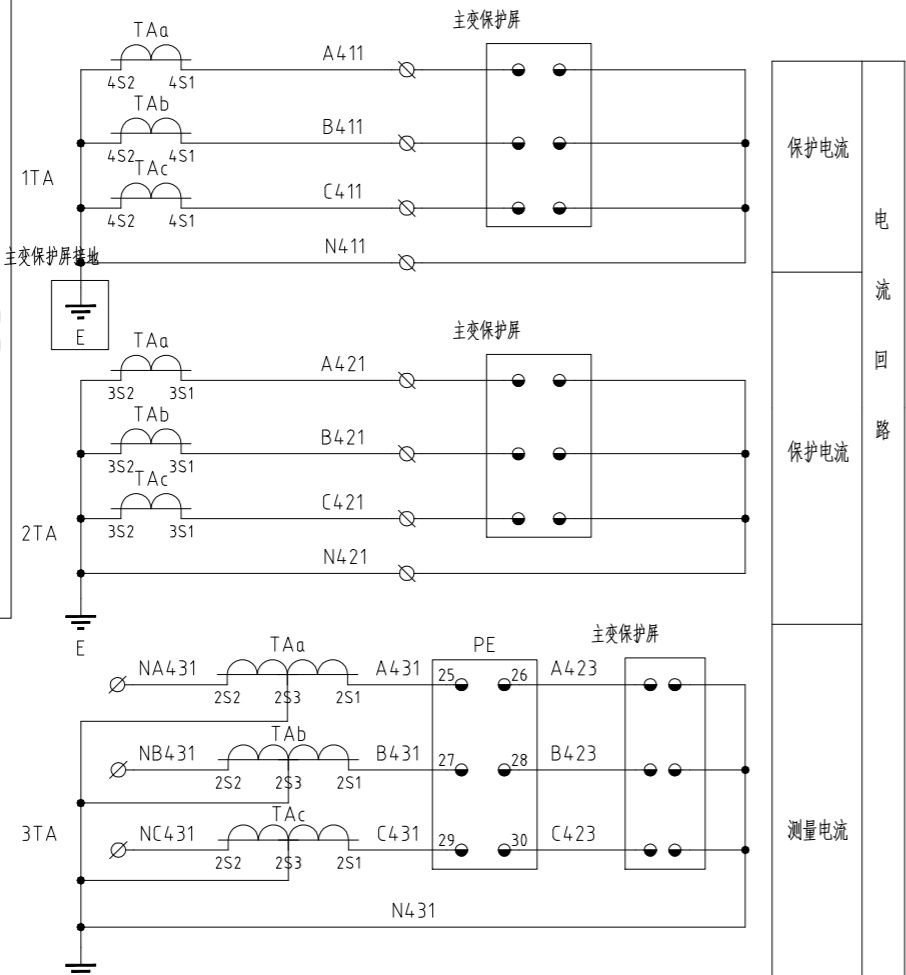 主变保护屏
TAa
A411
4S2 4S1
TAb
B411
4S2 4S1
TAc
C411
4S2 4S1
1TA
N411
主变保护屏接地
E
保护电流
主变保护屏
TAa
A421
3S2 3S1
TAb
B421
3S2 3S1
TAc
C421
3S2 3S1
2TA
N421
E
保护电流
电流回路
主变保护屏
TAa
PE
NA431
A431
25 26
A423
2S2 2S3 2S1
TAb
NB431
B431
27 28
B423
2S2 2S3 2S1
TAc
3TA
NC431
C431
29 30
C423
2S2 2S3 2S1
N431
测量电流